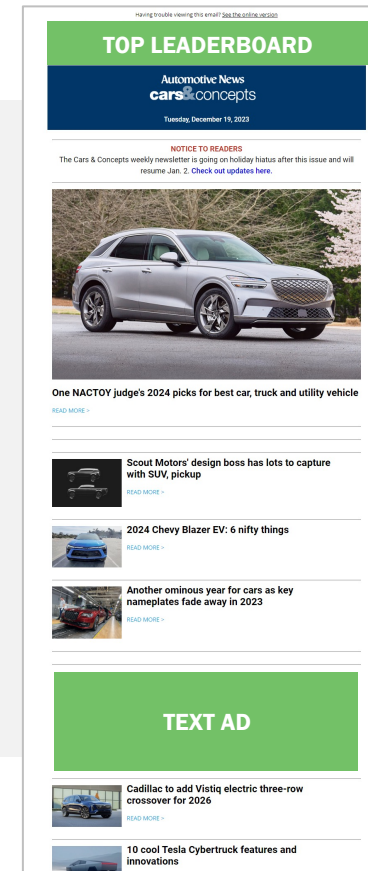 Having trouble viewing this email? See the online version
TOP LEADERBOARD
Automotive News
cars&concepts
Tuesday, December 19, 2023
NOTICE TO READERS
The Cars & Concepts weekly newsletter is going on holiday hiatus after this issue and will
resume Jan. 2. Check out updates here.
One NACTOY judge's 2024 picks for best car, truck and utility vehicle
READ MORE >
Scout Motors' design boss has lots to capture
with SUV, pickup
READ MORE >
2024 Chevy Blazer EV: 6 nifty things
READ MORE >
Another ominous year for cars as key
nameplates fade away in 2023
READ MORE >
TEXT AD
Cadillac to add Vistiq electric three-row
crossover for 2026
READ MORE >
10 cool Tesla Cybertruck features and
innovations